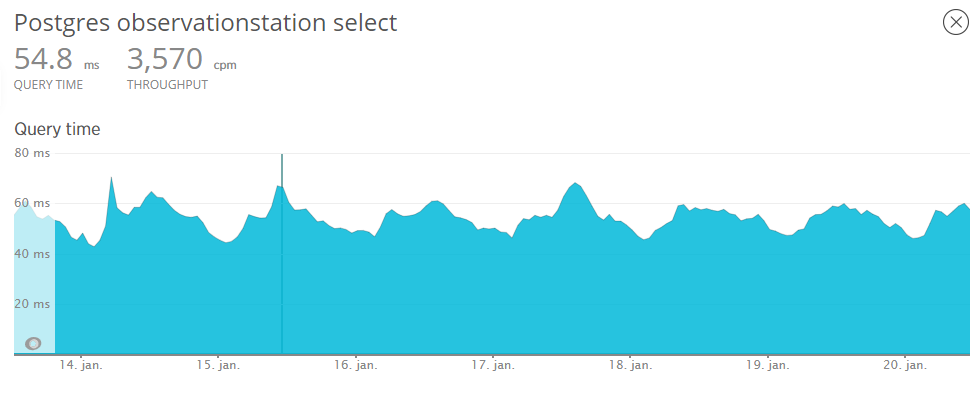 Postgres observationstation select
54.8 ms 3,570 cpm
QUERY TIME THROUGHPUT
Query time
80 ms
60 ms
40 ms
20 ms
14. jan. 15. jan. 16. jan. 17. jan. 18. jan. 19. jan. 20. jan.